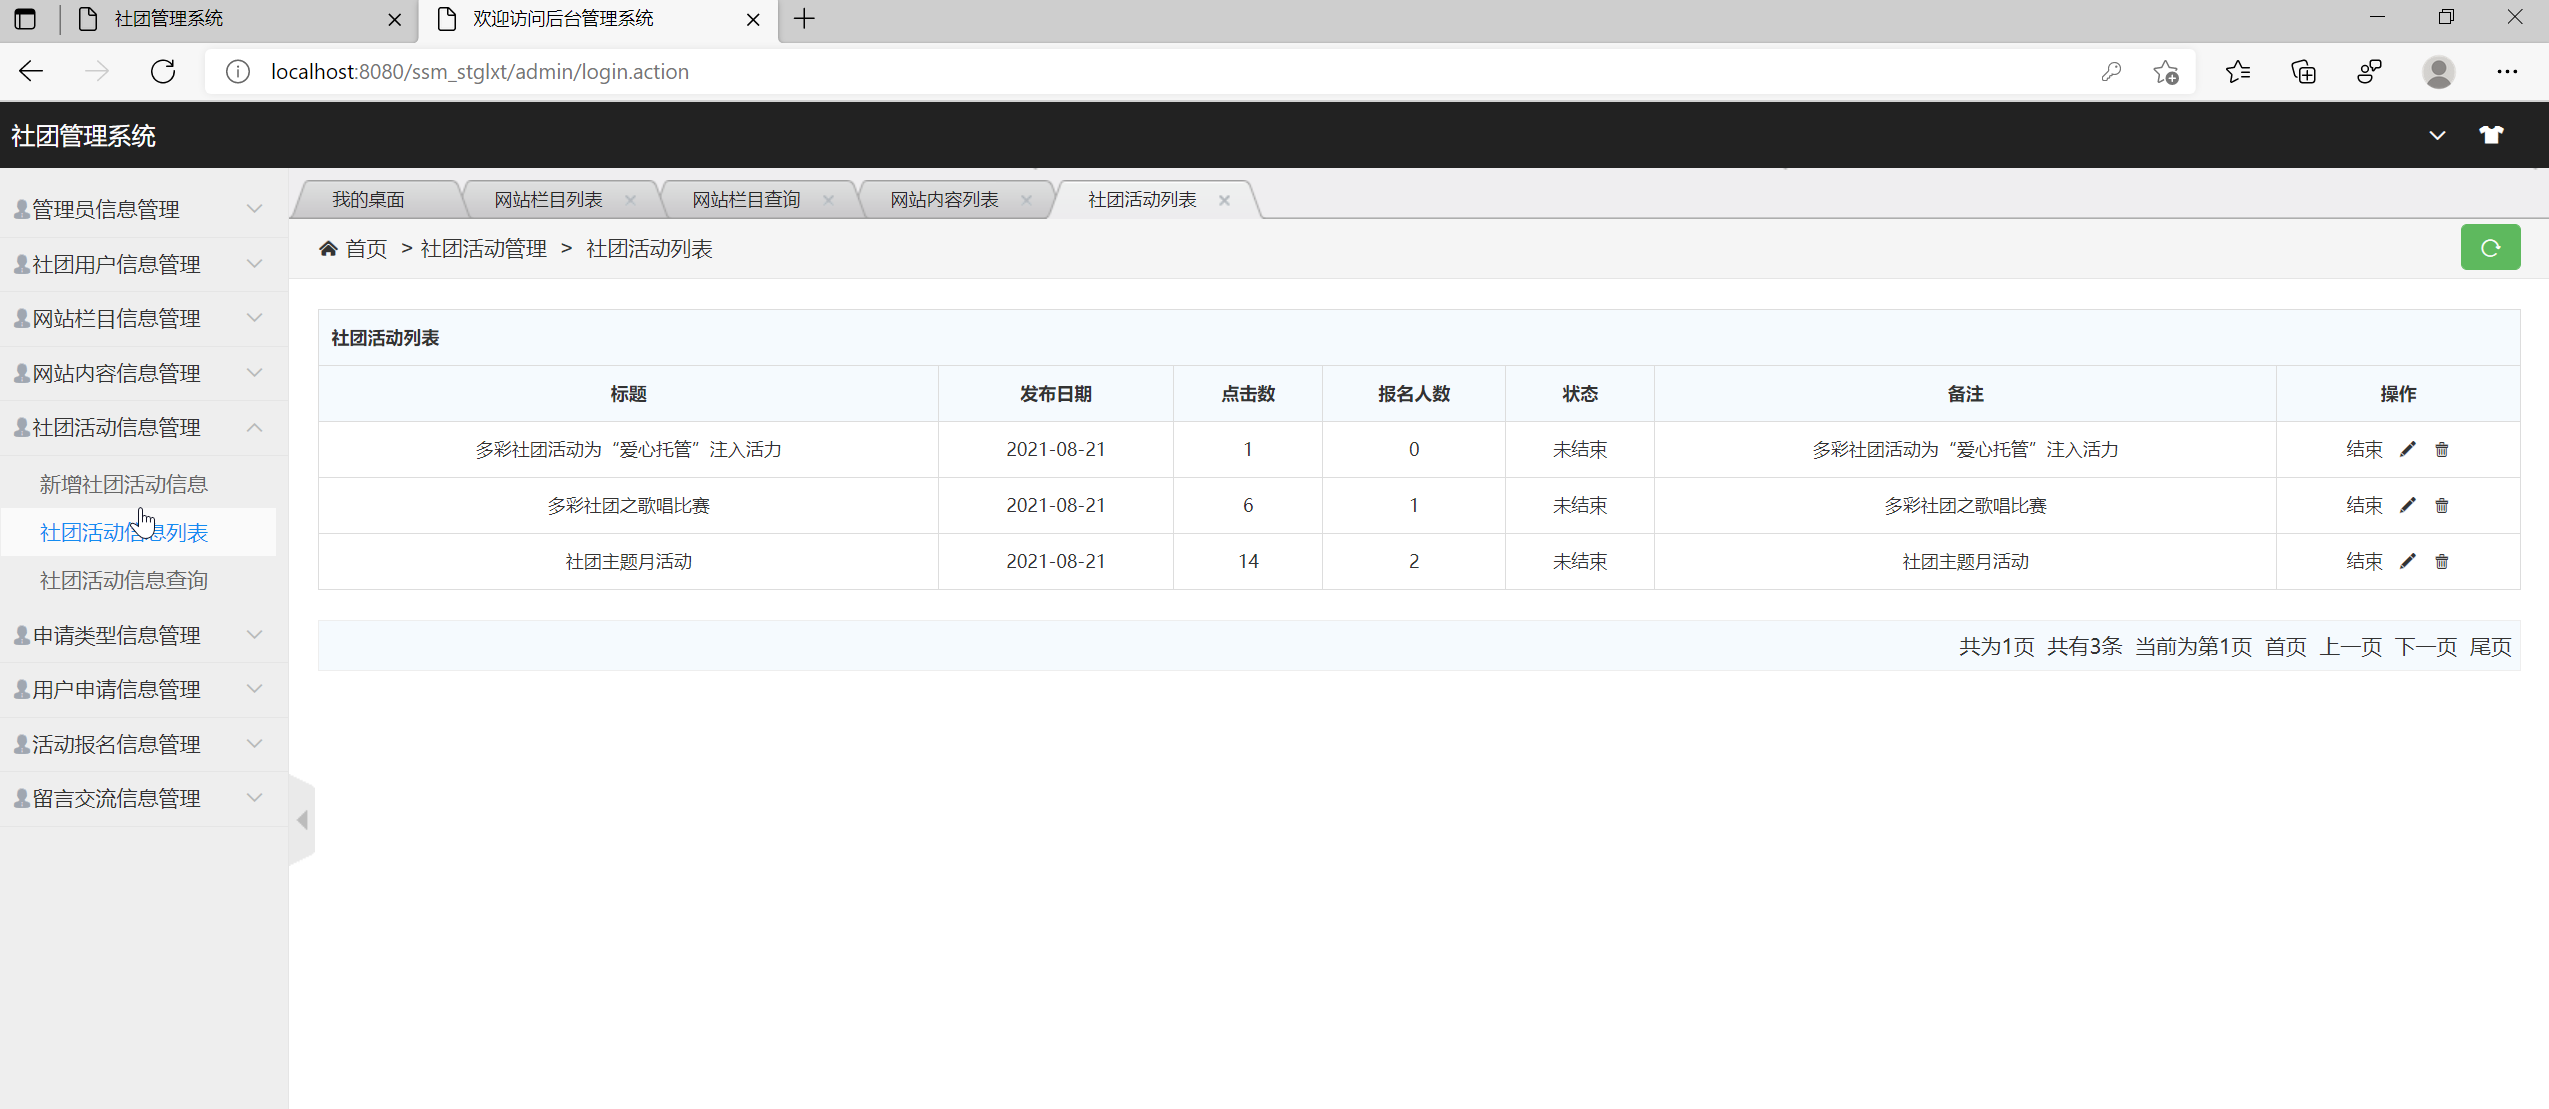 社团管理系统
欢迎访问后台管理系统
localhost:8080/ssm_stglxt/admin/login.action
社团管理系统
管理员信息管理
社团用户信息管理
网站栏目信息管理
网站内容信息管理
社团活动信息管理
新增社团活动信息
社团活动信息列表
社团活动信息查询
申请类型信息管理
用户申请信息管理
活动报名信息管理
留言交流信息管理
我的桌面 网站栏目列表 网站栏目查询 网站内容列表 社团活动列表
首页 > 社团活动管理 > 社团活动列表
社团活动列表
标题 发布日期 点击数 报名人数 状态 备注 操作
多彩社团活动为“爱心托管”注入活力 2021-08-21 1 0 未结束 多彩社团活动为“爱心托管”注入活力 结束
多彩社团之歌唱比赛 2021-08-21 6 1 未结束 多彩社团之歌唱比赛 结束
社团主题月活动 2021-08-21 14 2 未结束 社团主题月活动 结束
共为1页 共有3条 当前为第1页 首页 上一页 下一页 尾页